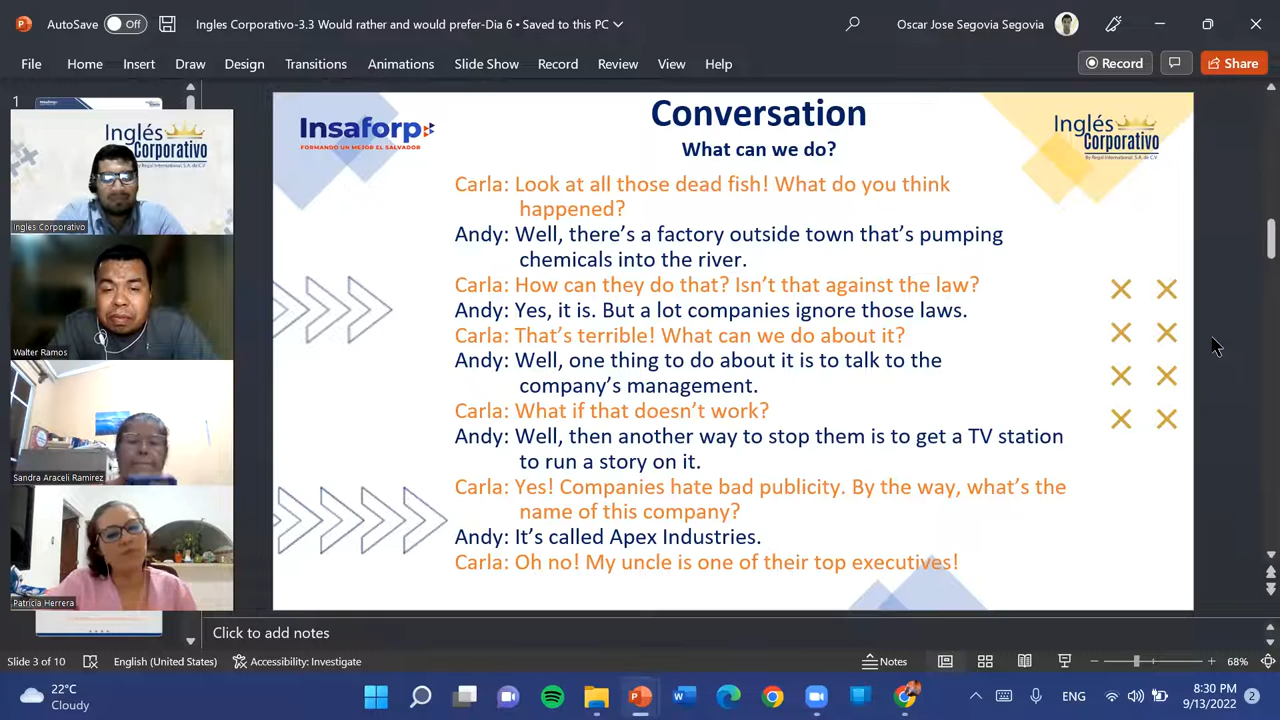 AutoSave Off Ingles Corporativo-3.3 Would rather and would prefer-Dia 6 • Saved to this PC Oscar Jose Segovia Segovia
File Home Insert Draw Design Transitions Animations Slide Show Record Review View Help Record Share
1
Inglés
Corporativo
By Regal International, S.A. de C.V
Ingles Corporativo
Walter Ramos
Sandra Araceli Ramirez
Patricia Herrera
Insaforp
FORMANDO UN MEJOR EL SALVADOR
Conversation
What can we do?
Inglés
Corporativo
By Regal International, S.A. de C.V
Carla: Look at all those dead fish! What do you think
happened?
Andy: Well, there's a factory outside town that's pumping
chemicals into the river.
Carla: How can they do that? Isn't that against the law?
Andy: Yes, it is. But a lot companies ignore those laws.
Carla: That's terrible! What can we do about it?
Andy: Well, one thing to do about it is to talk to the
company's management.
Carla: What if that doesn't work?
Andy: Well, then another way to stop them is to get a TV station
to run a story on it.
Carla: Yes! Companies hate bad publicity. By the way, what's the
name of this company?
Andy: It's called Apex Industries.
Carla: Oh no! My uncle is one of their top executives!
Click to add notes
Slide 3 of 10 English (United States) Accessibility: Investigate Notes 68%
22°C
Cloudy
ENG
8:30 PM
9/13/2022
2